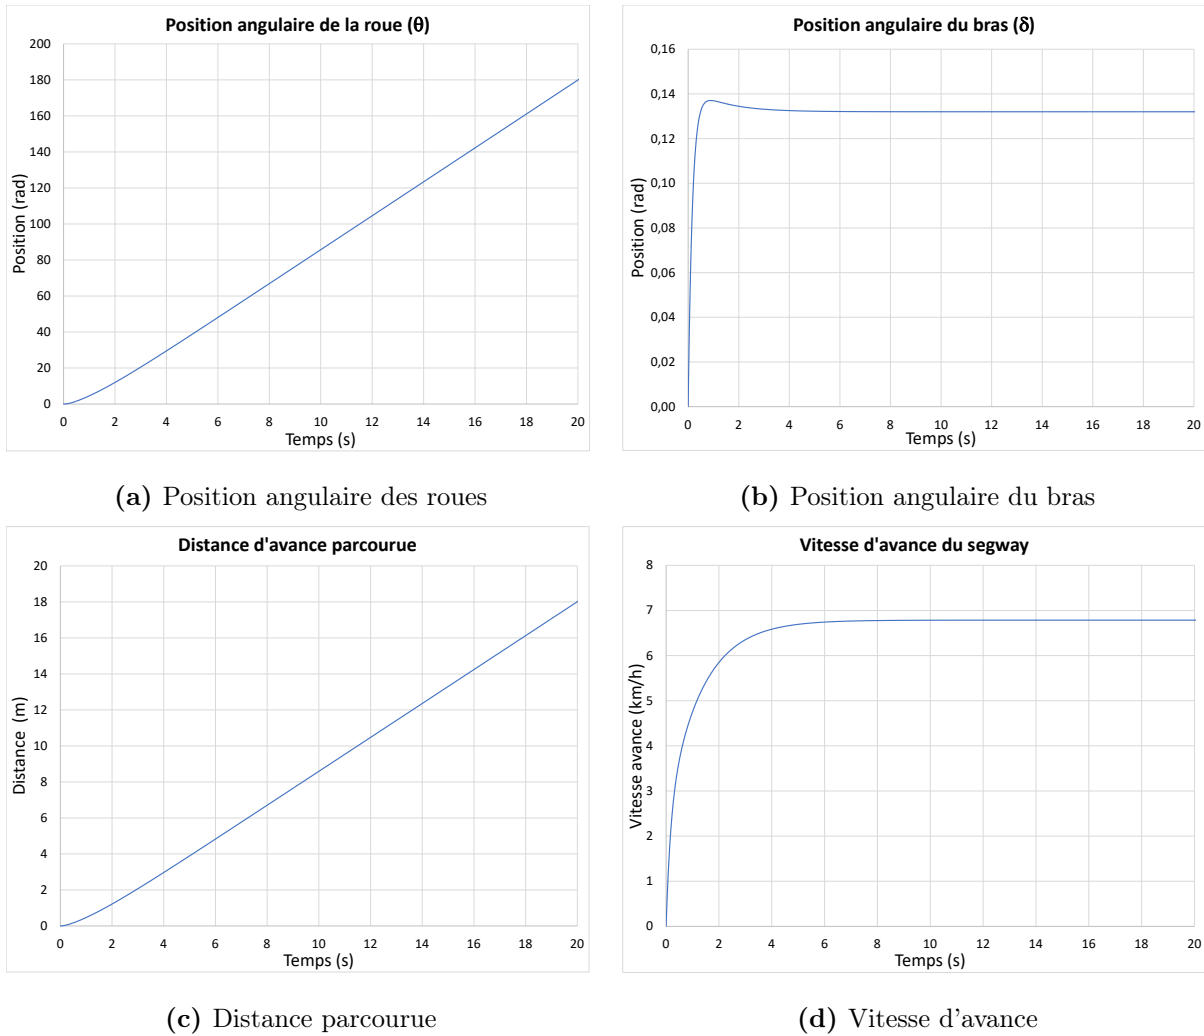 Position angulaire de la roue (θ)
200
180
160
140
120
100
80
60
40
20
0
Position (rad)
0 2 4 6 8 10 12 14 16 18 20
Temps (s)
(a) Position angulaire des roues
Position angulaire du bras (δ)
0,16
0,14
0,12
0,10
0,08
0,06
0,04
0,02
0,00
Position (rad)
0 2 4 6 8 10 12 14 16 18 20
Temps (s)
(b) Position angulaire du bras
Distance d'avance parcourue
20
18
16
14
12
10
8
6
4
2
0
Distance (m)
0 2 4 6 8 10 12 14 16 18 20
Temps (s)
(c) Distance parcourue
Vitesse d'avance du segway
8
7
6
5
4
3
2
1
0
Vitesse avance (km/h)
0 2 4 6 8 10 12 14 16 18 20
Temps (s)
(d) Vitesse d'avance